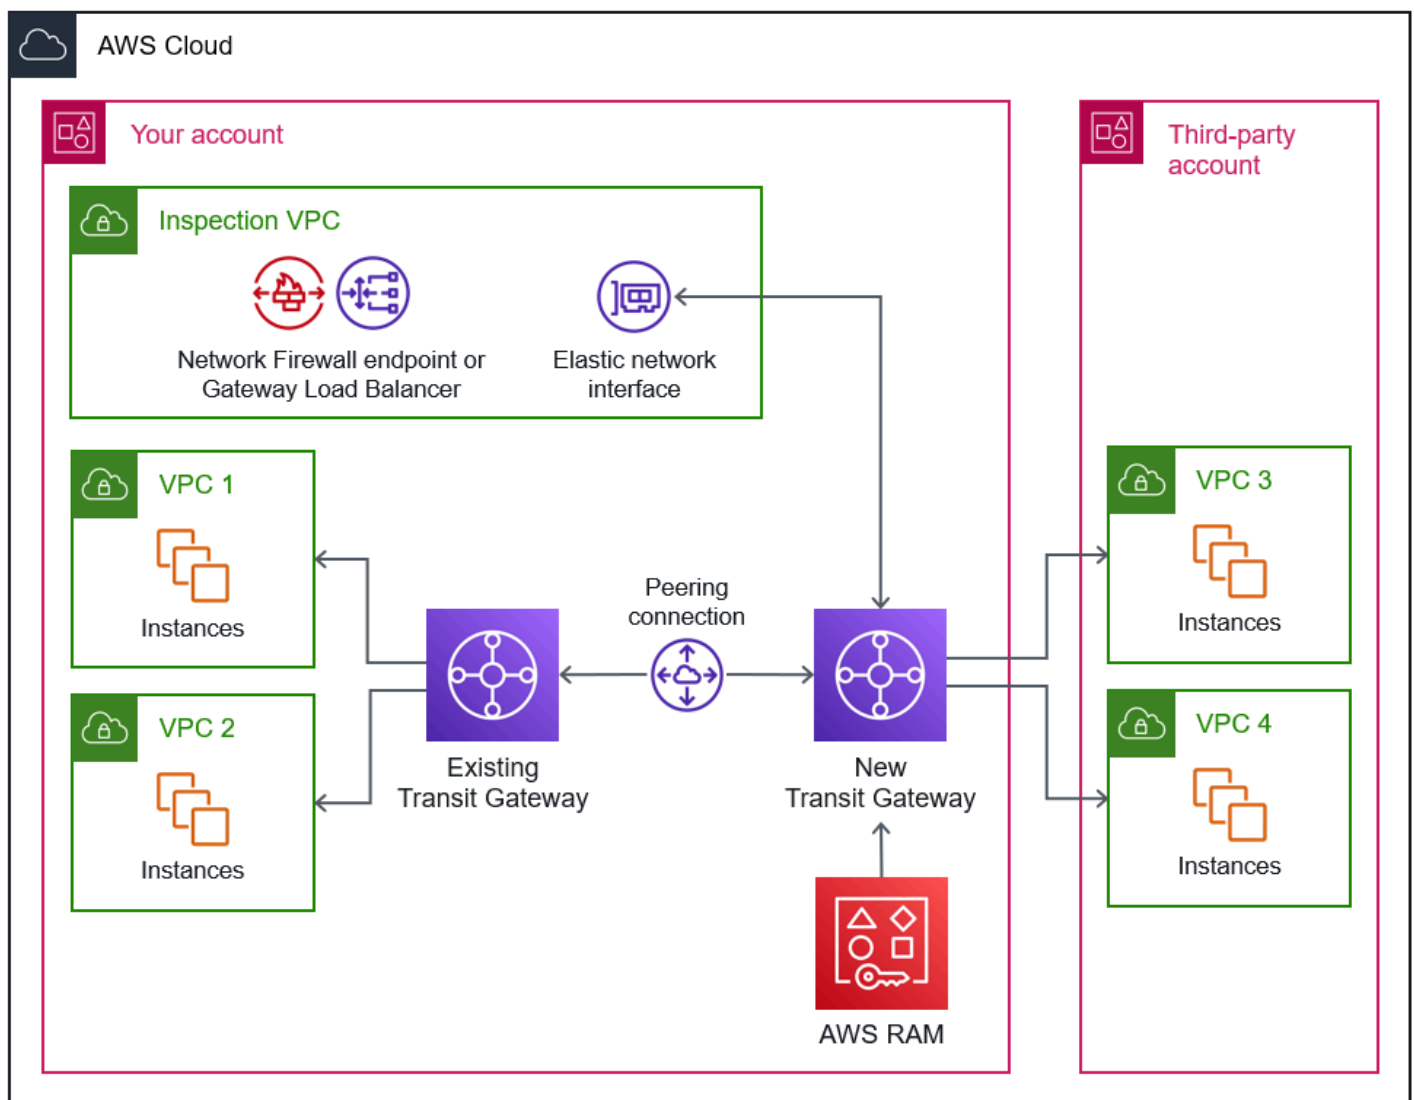 AWS Cloud
Your account
Third-party
account
Inspection VPC
Network Firewall endpoint or
Gateway Load Balancer
Elastic network
interface
VPC 1
Instances
VPC 2
Instances
Peering
connection
Existing
Transit Gateway
New
Transit Gateway
AWS RAM
VPC 3
Instances
VPC 4
Instances